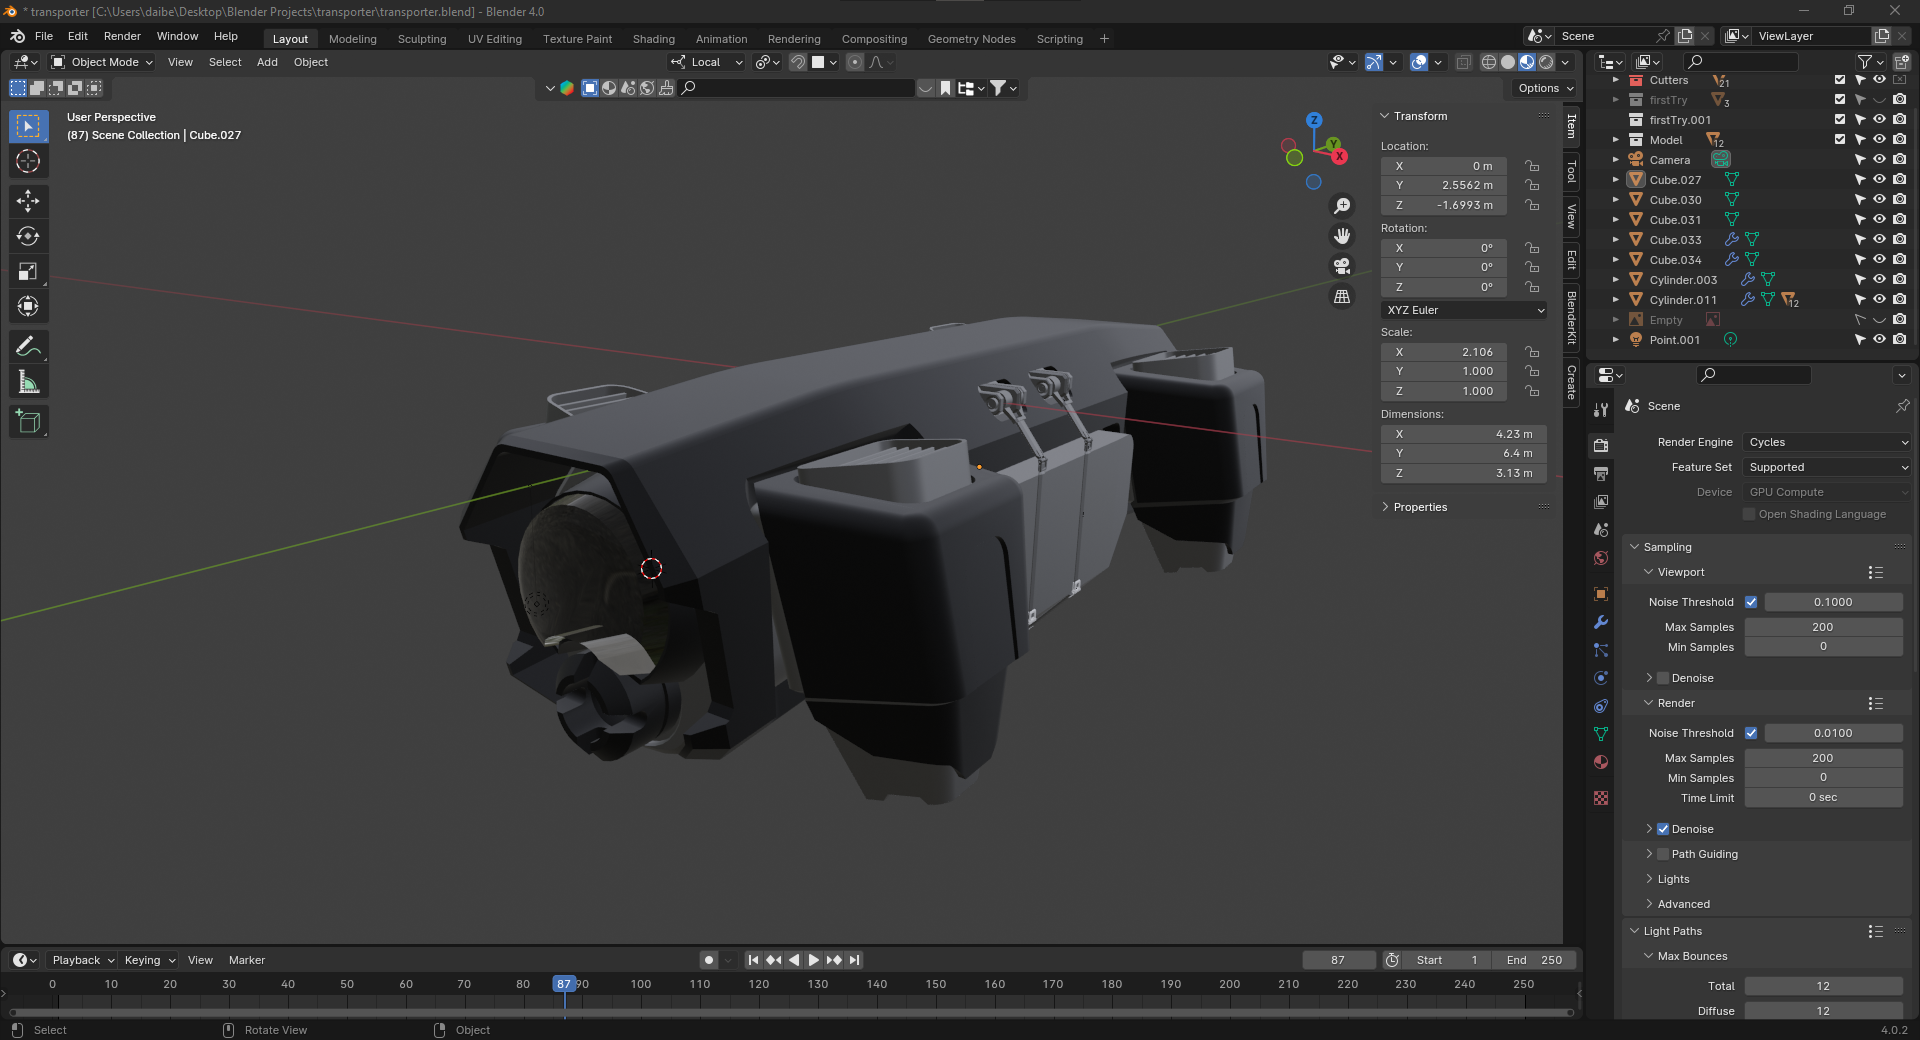 * transporter [C:\Users\daibe\Desktop\Blender Projects\transporter\transporter.blend] - Blender 4.0
File Edit Render Window Help
Layout Modeling Sculpting UV Editing Texture Paint Shading Animation Rendering Compositing Geometry Nodes Scripting +
Scene
ViewLayer
Object Mode View Select Add Object
Local
Options
User Perspective
(87) Scene Collection | Cube.027
Z
Y
X
Transform
Location:
X 0 m
Y 2.5562 m
Z -1.6993 m
Rotation:
X 0°
Y 0°
Z 0°
XYZ Euler
Scale:
X 2.106
Y 1.000
Z 1.000
Dimensions:
X 4.23 m
Y 6.4 m
Z 3.13 m
Properties
Item
Tool
View
Edit
BlenderKit
Create
Cutters 21
firstTry 3
firstTry.001
Model 12
Camera
Cube.027
Cube.030
Cube.031
Cube.033
Cube.034
Cylinder.003
Cylinder.011 12
Empty
Point.001
Scene
Render Engine Cycles
Feature Set Supported
Device GPU Compute
Open Shading Language
Sampling
Viewport
Noise Threshold 0.1000
Max Samples 200
Min Samples 0
Denoise
Render
Noise Threshold 0.0100
Max Samples 200
Min Samples 0
Time Limit 0 sec
Denoise
Path Guiding
Lights
Advanced
Light Paths
Max Bounces
Total 12
Diffuse 12
Playback Keying View Marker
87
Start 1 End 250
0 10 20 30 40 50 60 70 80 87 90 100 110 120 130 140 150 160 170 180 190 200 210 220 230 240 250
Select Rotate View Object
4.0.2